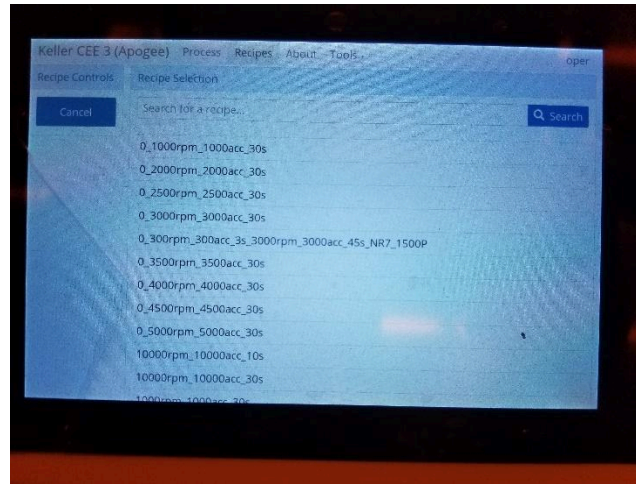 Keller CEE 3 (Apogee) Process Recipes About Tools oper
Recipe Controls Recipe Selection
Cancel Search for a recipe... Search
0_1000rpm_1000acc_30s
0_2000rpm_2000acc_30s
0_2500rpm_2500acc_30s
0_3000rpm_3000acc_30s
0_300rpm_300acc_3s_3000rpm_3000acc_45s_NR7_1500P
0_3500rpm_3500acc_30s
0_4000rpm_4000acc_30s
0_4500rpm_4500acc_30s
0_5000rpm_5000acc_30s
10000rpm_10000acc_10s
10000rpm_10000acc_30s
1000rpm_1000acc_30s